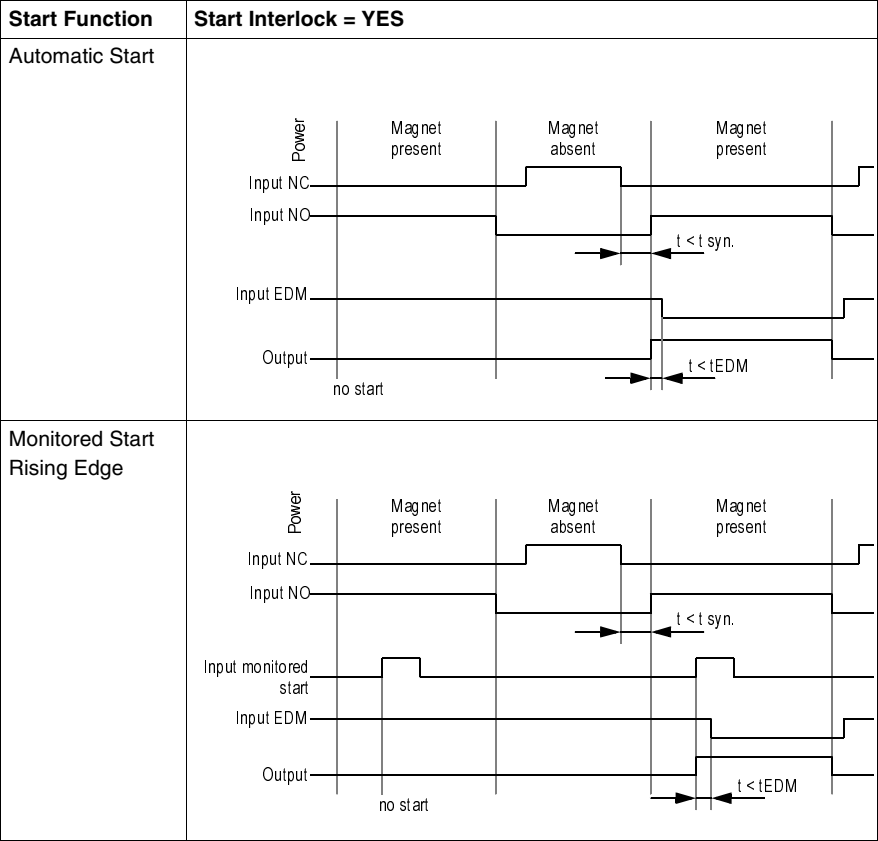 Start Function
Start Interlock = YES
Automatic Start
Power
Magnet
present
Magnet
absent
Magnet
present
Input NC
Input NO
t < t syn.
Input EDM
Output
t < tEDM
no start
Monitored Start
Rising Edge
Power
Magnet
present
Magnet
absent
Magnet
present
Input NC
Input NO
t < t syn.
Input monitored
start
Input EDM
Output
t < tEDM
no start